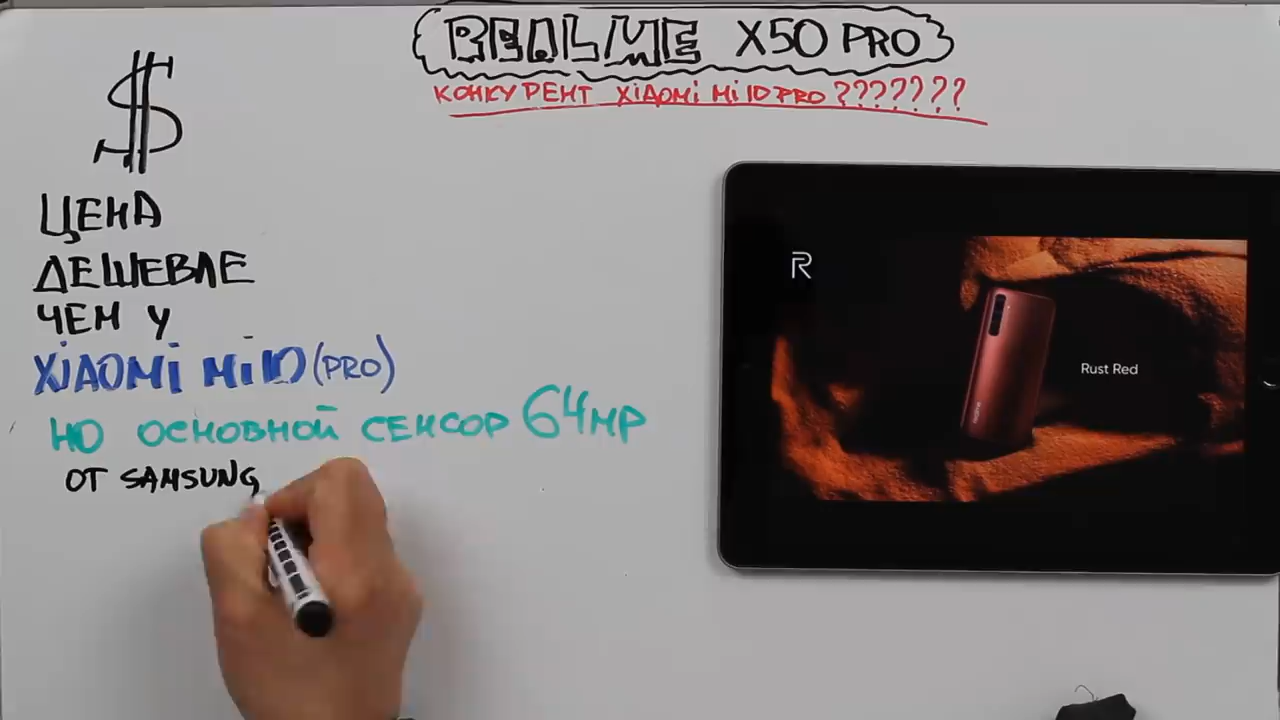 REALME X50 PRO
КОНКУРЕНТ XIAOMI MI 10 PRO ???????
$
ЦЕНА
ДЕШЕВЛЕ
ЧЕМ У
XIAOMI MI 10 (PRO)
НО ОСНОВНОЙ СЕНСОР 64MP
ОТ SAMSUNG
R
Rust Red